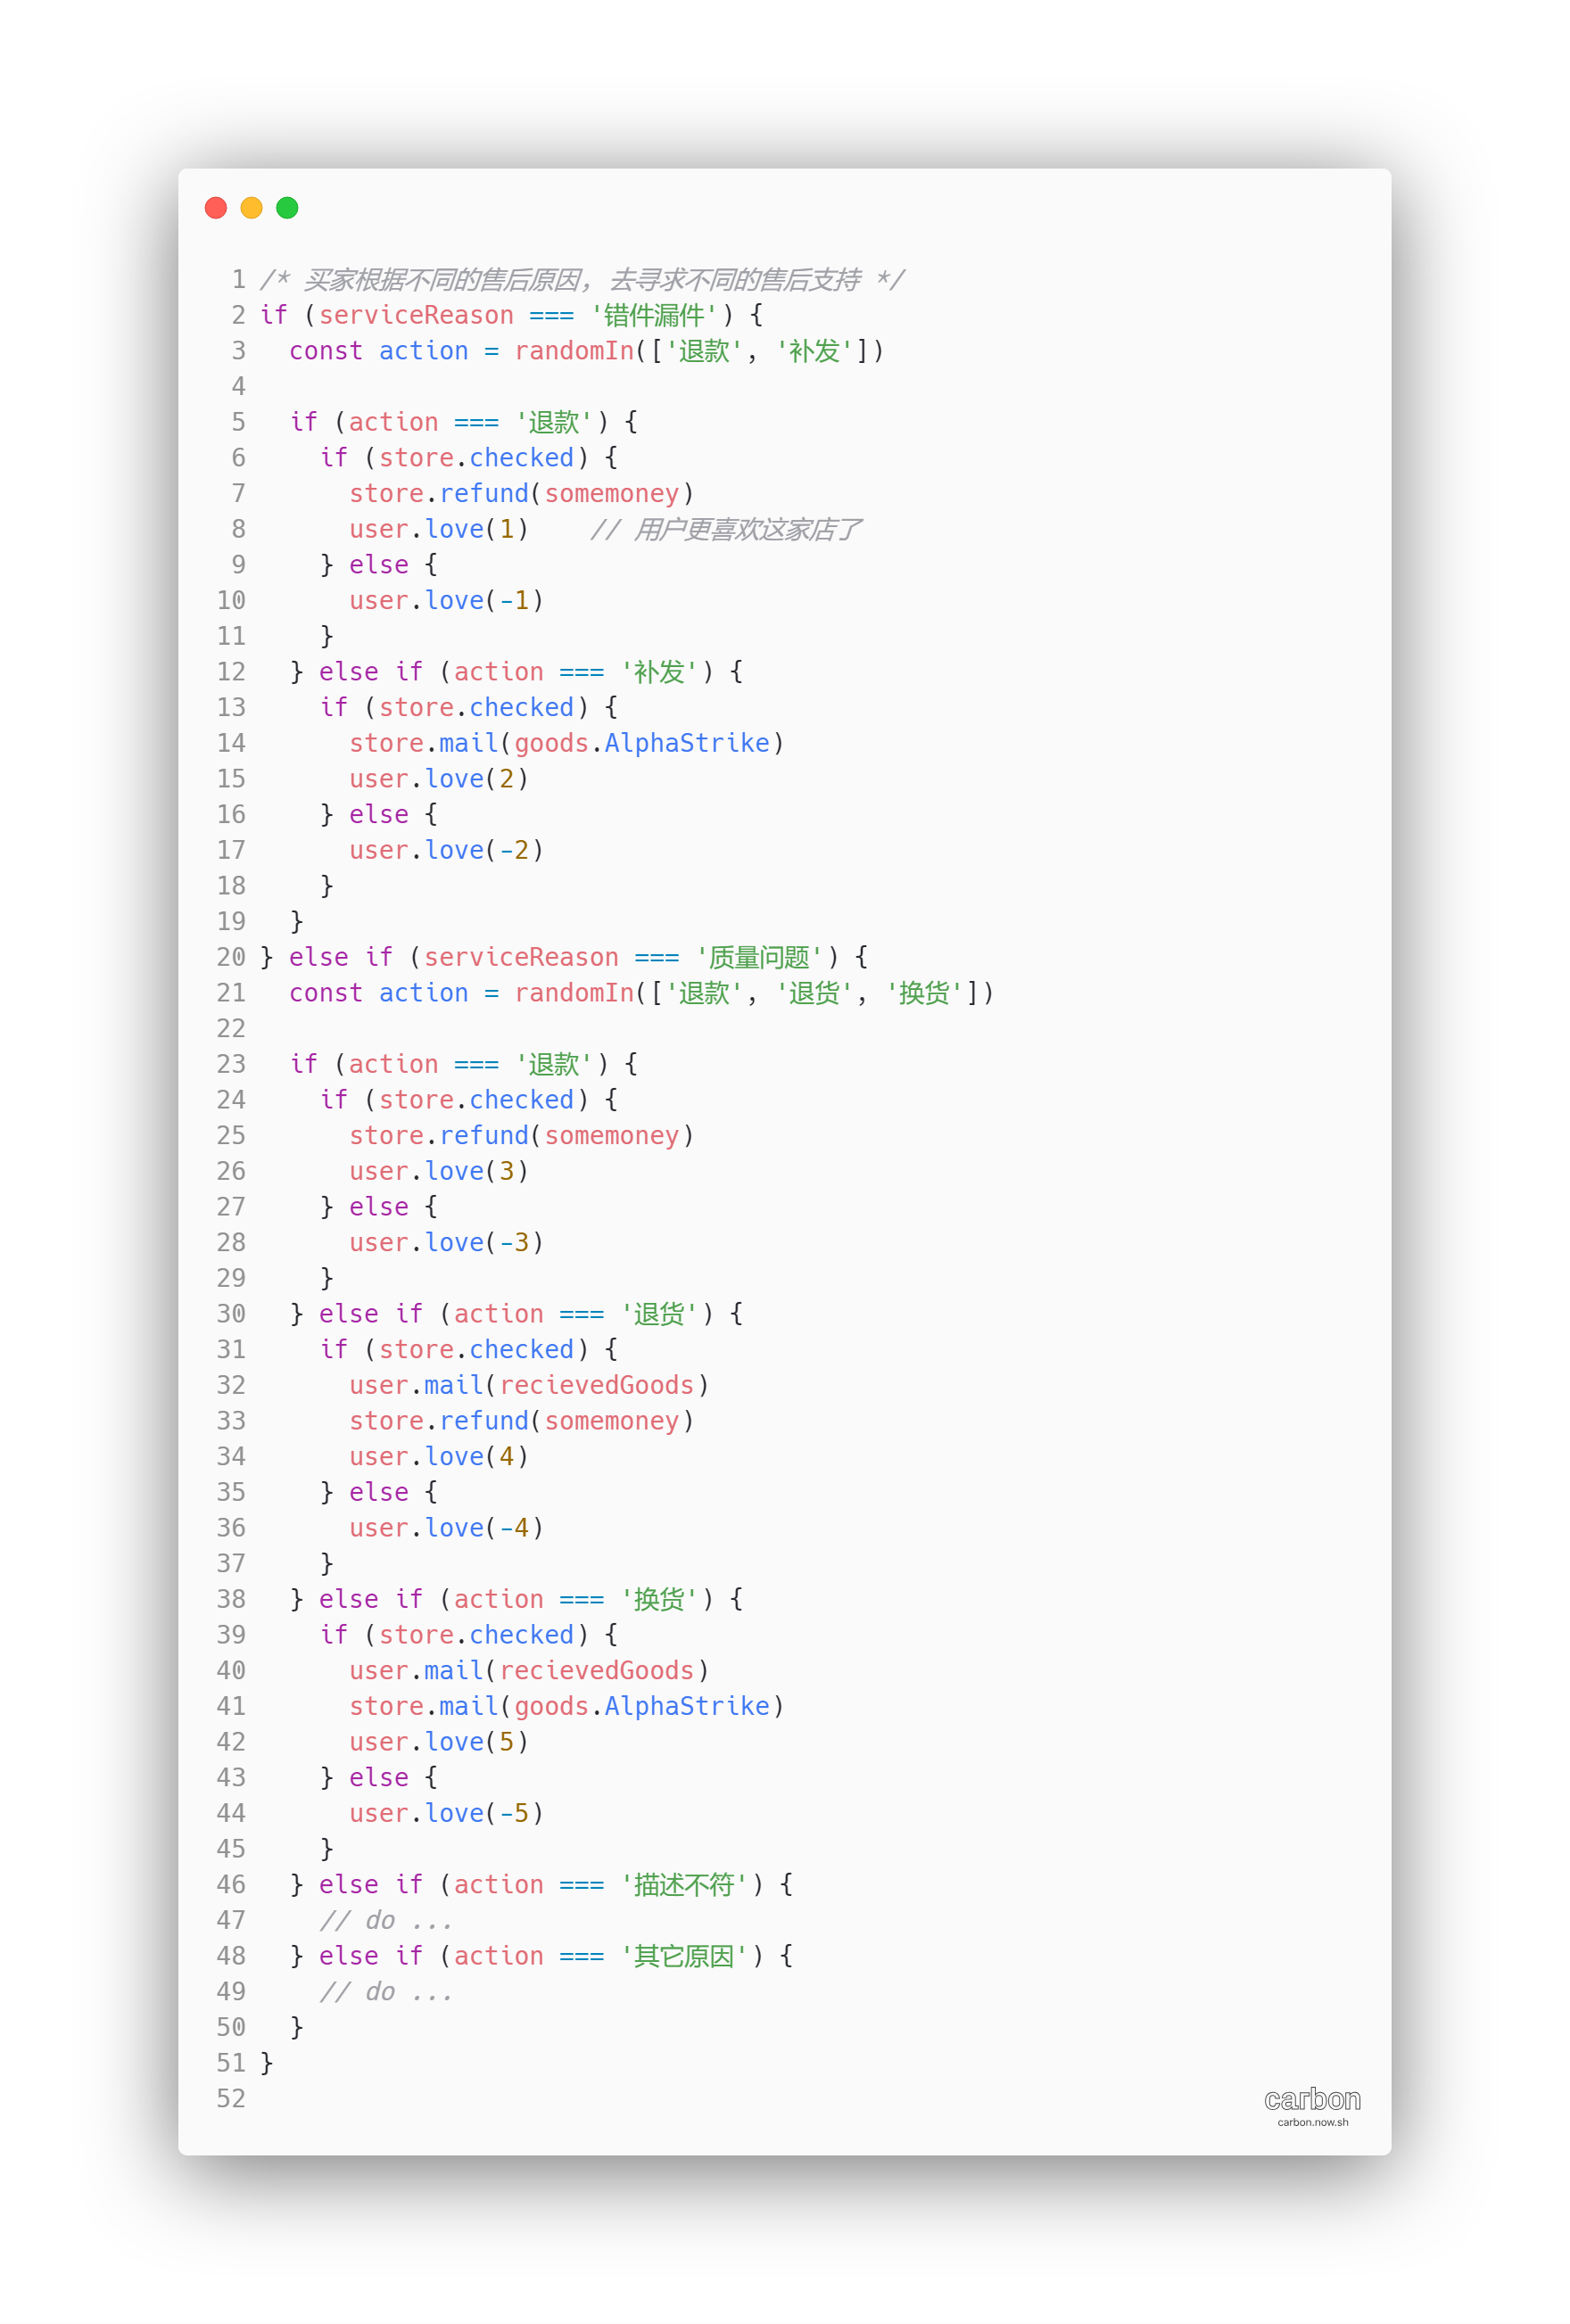 1 /* 买家根据不同的售后原因, 去寻求不同的售后支持 */
2 if (serviceReason === '错件漏件') {
3   const action = randomIn(['退款', '补发'])
4
5   if (action === '退款') {
6     if (store.checked) {
7       store.refund(somemoney)
8       user.love(1)    // 用户更喜欢这家店了
9     } else {
10       user.love(-1)
11     }
12   } else if (action === '补发') {
13     if (store.checked) {
14       store.mail(goods.AlphaStrike)
15       user.love(2)
16     } else {
17       user.love(-2)
18     }
19   }
20 } else if (serviceReason === '质量问题') {
21   const action = randomIn(['退款', '退货', '换货'])
22
23   if (action === '退款') {
24     if (store.checked) {
25       store.refund(somemoney)
26       user.love(3)
27     } else {
28       user.love(-3)
29     }
30   } else if (action === '退货') {
31     if (store.checked) {
32       user.mail(recievedGoods)
33       store.refund(somemoney)
34       user.love(4)
35     } else {
36       user.love(-4)
37     }
38   } else if (action === '换货') {
39     if (store.checked) {
40       user.mail(recievedGoods)
41       store.mail(goods.AlphaStrike)
42       user.love(5)
43     } else {
44       user.love(-5)
45     }
46   } else if (action === '描述不符') {
47     // do ...
48   } else if (action === '其它原因') {
49     // do ...
50   }
51 }
52
carbon
carbon.now.sh